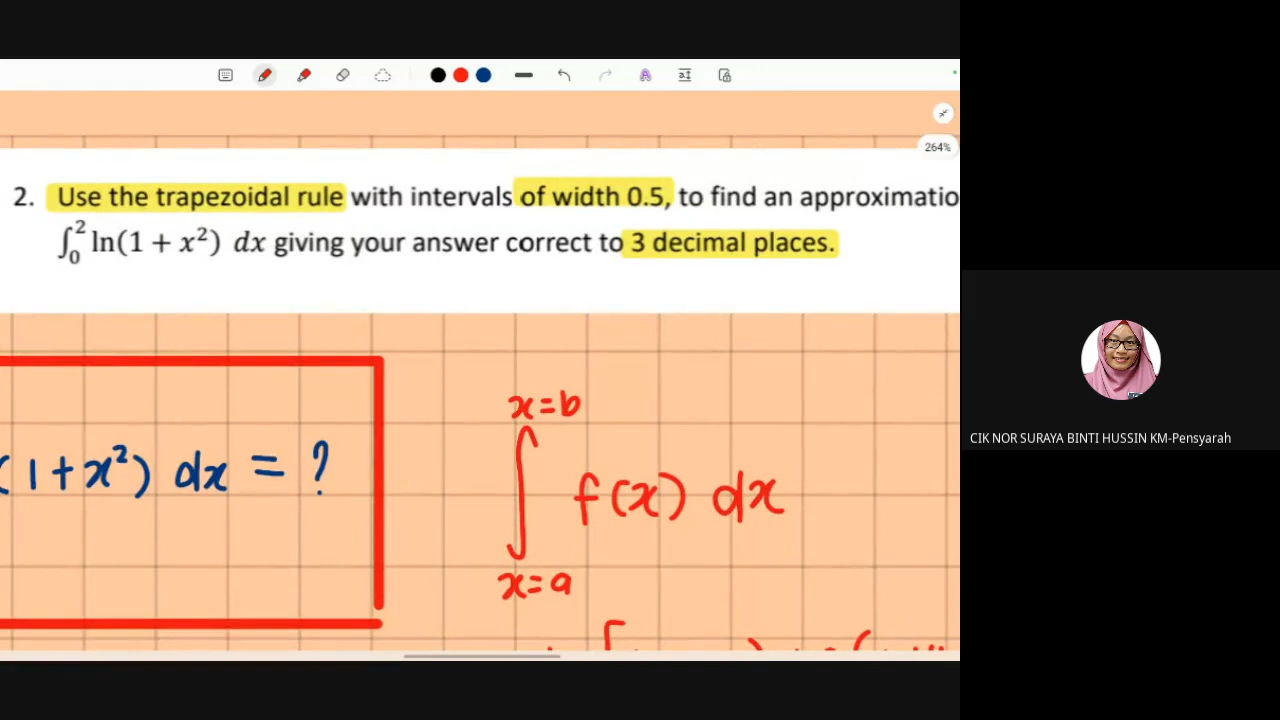 264%
2. Use the trapezoidal rule with intervals of width 0.5, to find an approximatio
∫₀² ln(1 + x²) dx giving your answer correct to 3 decimal places.
(1+x²) dx = ?
x=b
∫ f(x) dx
x=a
CIK NOR SURAYA BINTI HUSSIN KM-Pensyarah